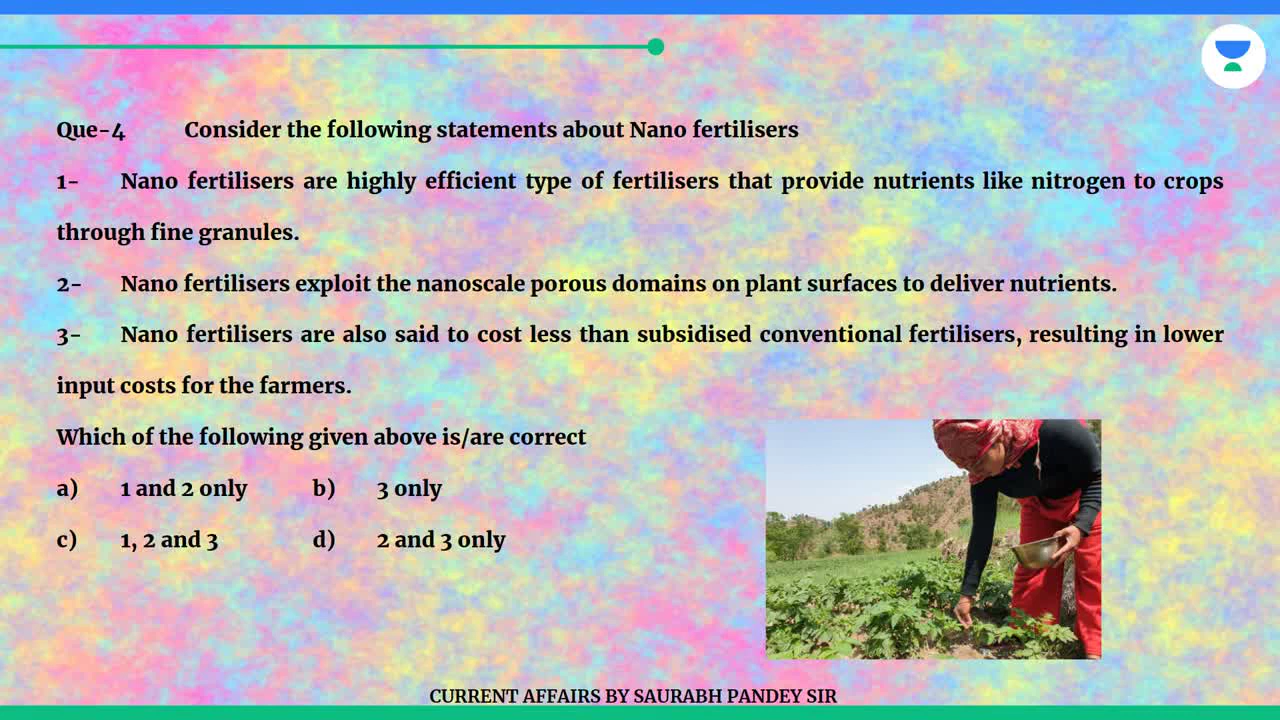 Que-4 Consider the following statements about Nano fertilisers
1- Nano fertilisers are highly efficient type of fertilisers that provide nutrients like nitrogen to crops
through fine granules.
2- Nano fertilisers exploit the nanoscale porous domains on plant surfaces to deliver nutrients.
3- Nano fertilisers are also said to cost less than subsidised conventional fertilisers, resulting in lower
input costs for the farmers.
Which of the following given above is/are correct
a) 1 and 2 only b) 3 only
c) 1, 2 and 3 d) 2 and 3 only
CURRENT AFFAIRS BY SAURABH PANDEY SIR